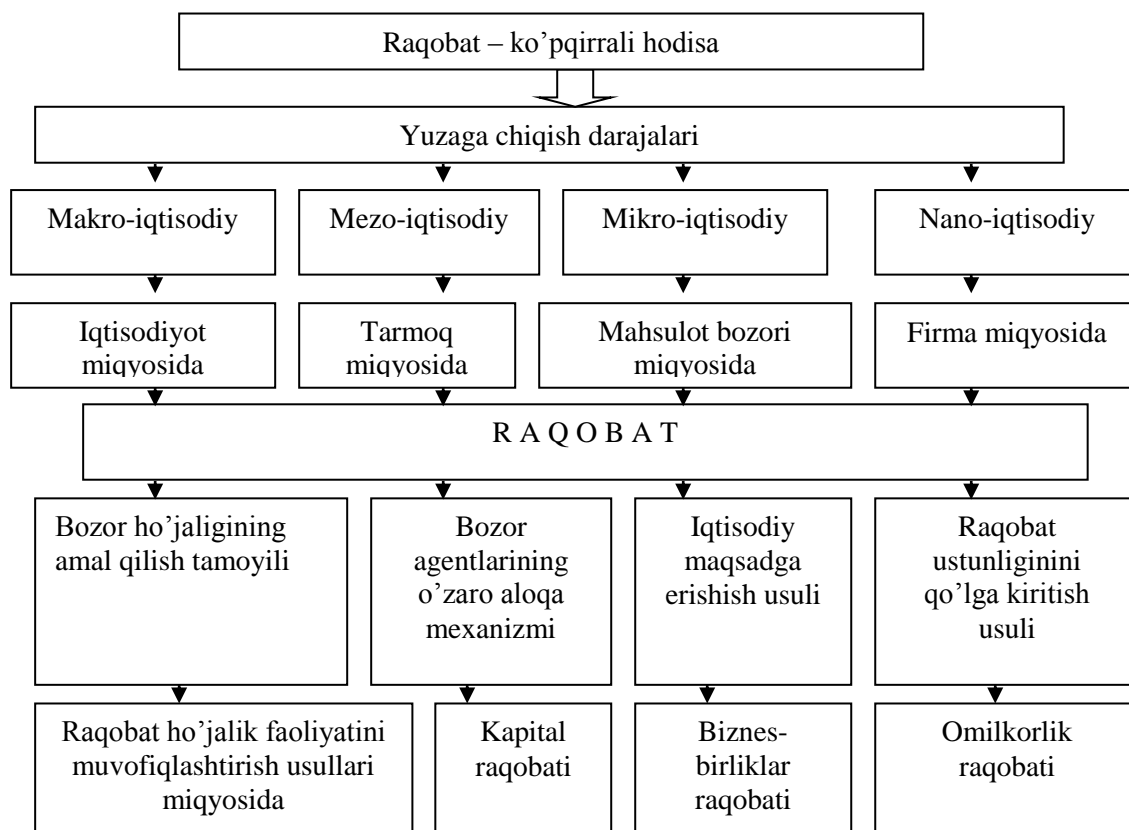 Raqobat – ko’pqirrali hodisa
Yuzaga chiqish darajalari
Makro-iqtisodiy
Mezo-iqtisodiy
Mikro-iqtisodiy
Nano-iqtisodiy
Iqtisodiyot
miqyosida
Tarmoq
miqyosida
Mahsulot bozori
miqyosida
Firma miqyosida
R A Q O B A T
Bozor ho’jaligining
amal qilish tamoyili
Bozor
agentlarining
o’zaro aloqa
mexanizmi
Iqtisodiy
maqsadga
erishish usuli
Raqobat
ustunliginini
qo’lga kiritish
usuli
Raqobat ho’jalik faoliyatini
muvofiqlashtirish usullari
miqyosida
Kapital
raqobati
Biznes-
birliklar
raqobati
Omilkorlik
raqobati